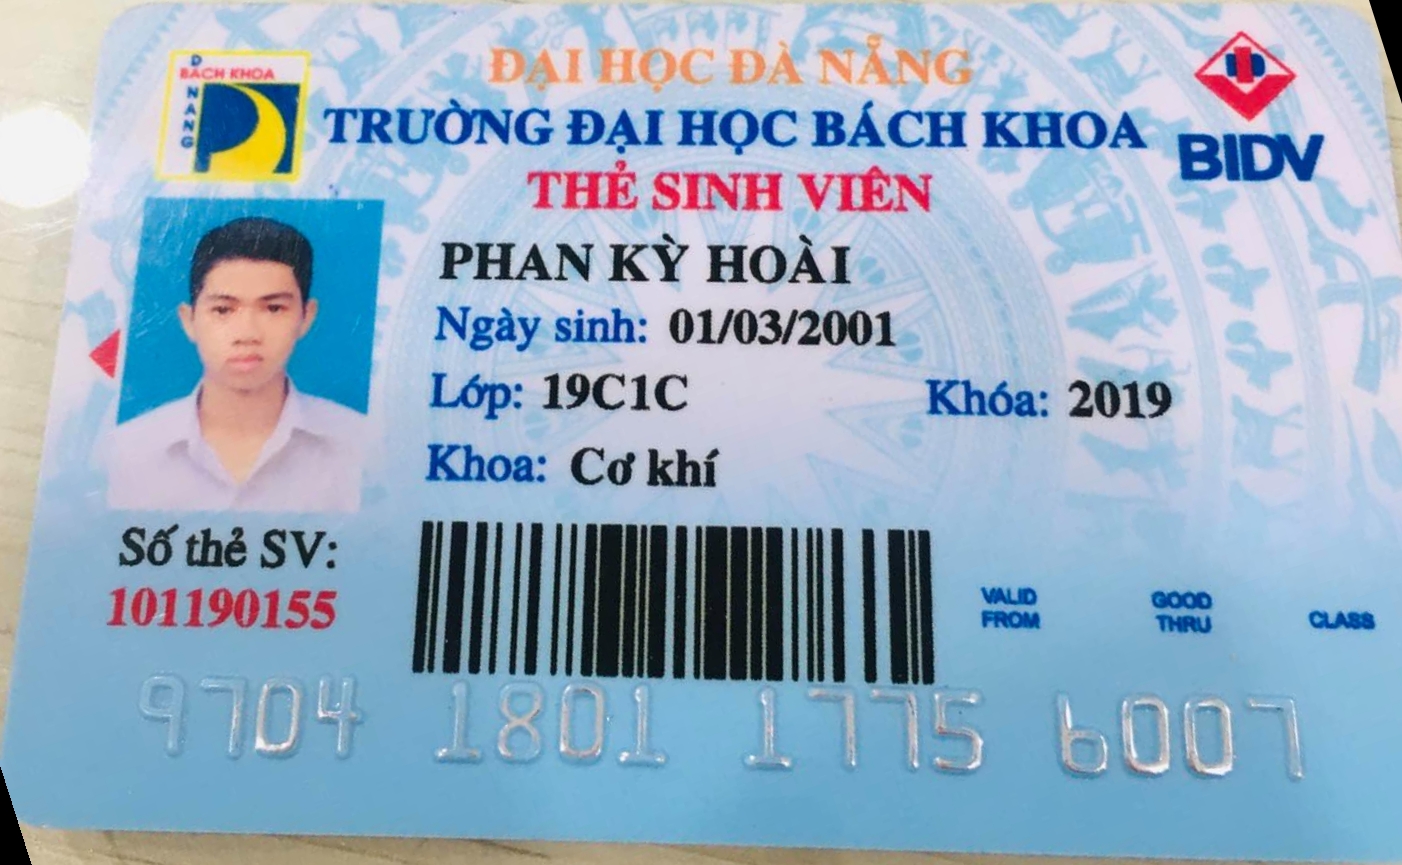 ĐẠI HỌC ĐÀ NẴNG
TRƯỜNG ĐẠI HỌC BÁCH KHOA
THẺ SINH VIÊN
BÁCH KHOA
ĐÀ NANG
BIDV
PHAN KỲ HOÀI
Ngày sinh: 01/03/2001
Lớp: 19C1C Khóa: 2019
Khoa: Cơ khí
Số thẻ SV:
101190155
VALID FROM GOOD THRU CLASS
9704 1801 1775 6007